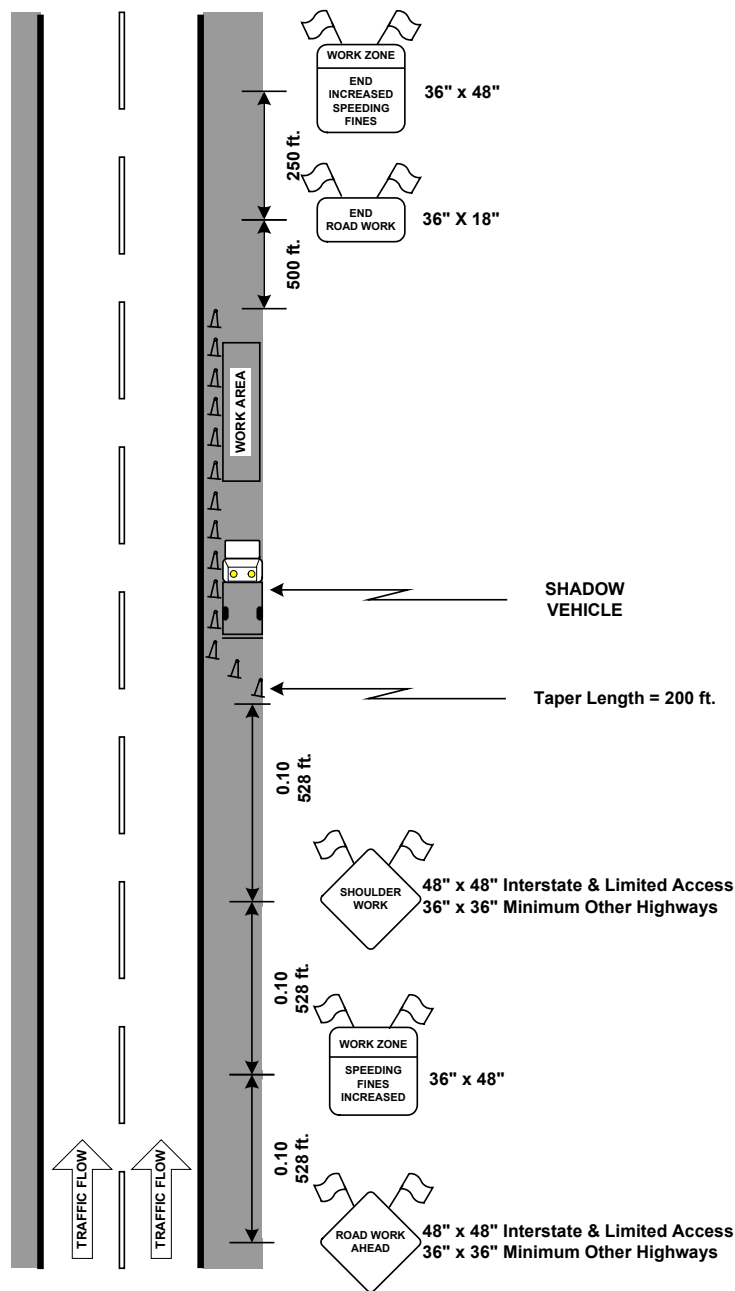 WORK ZONE
END
INCREASED
SPEEDING
FINES
36" x 48"
250 ft.
END
ROAD WORK
36" X 18"
500 ft.
WORK AREA
SHADOW
VEHICLE
Taper Length = 200 ft.
0.10
528 ft.
SHOULDER
WORK
48" x 48" Interstate & Limited Access
36" x 36" Minimum Other Highways
0.10
528 ft.
WORK ZONE
SPEEDING
FINES
INCREASED
36" x 48"
0.10
528 ft.
TRAFFIC FLOW
TRAFFIC FLOW
ROAD WORK
AHEAD
48" x 48" Interstate & Limited Access
36" x 36" Minimum Other Highways